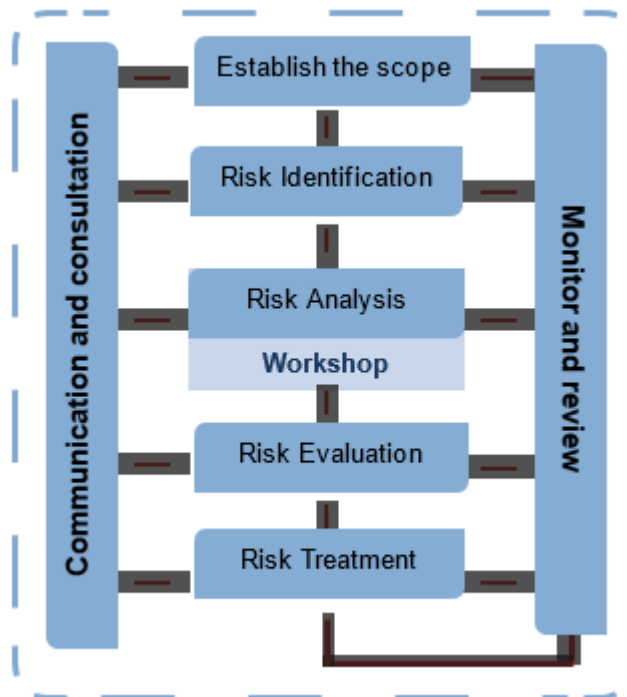 Establish the scope
Communication and consultation
Risk Identification
Monitor and review
Risk Analysis
Workshop
Risk Evaluation
Risk Treatment